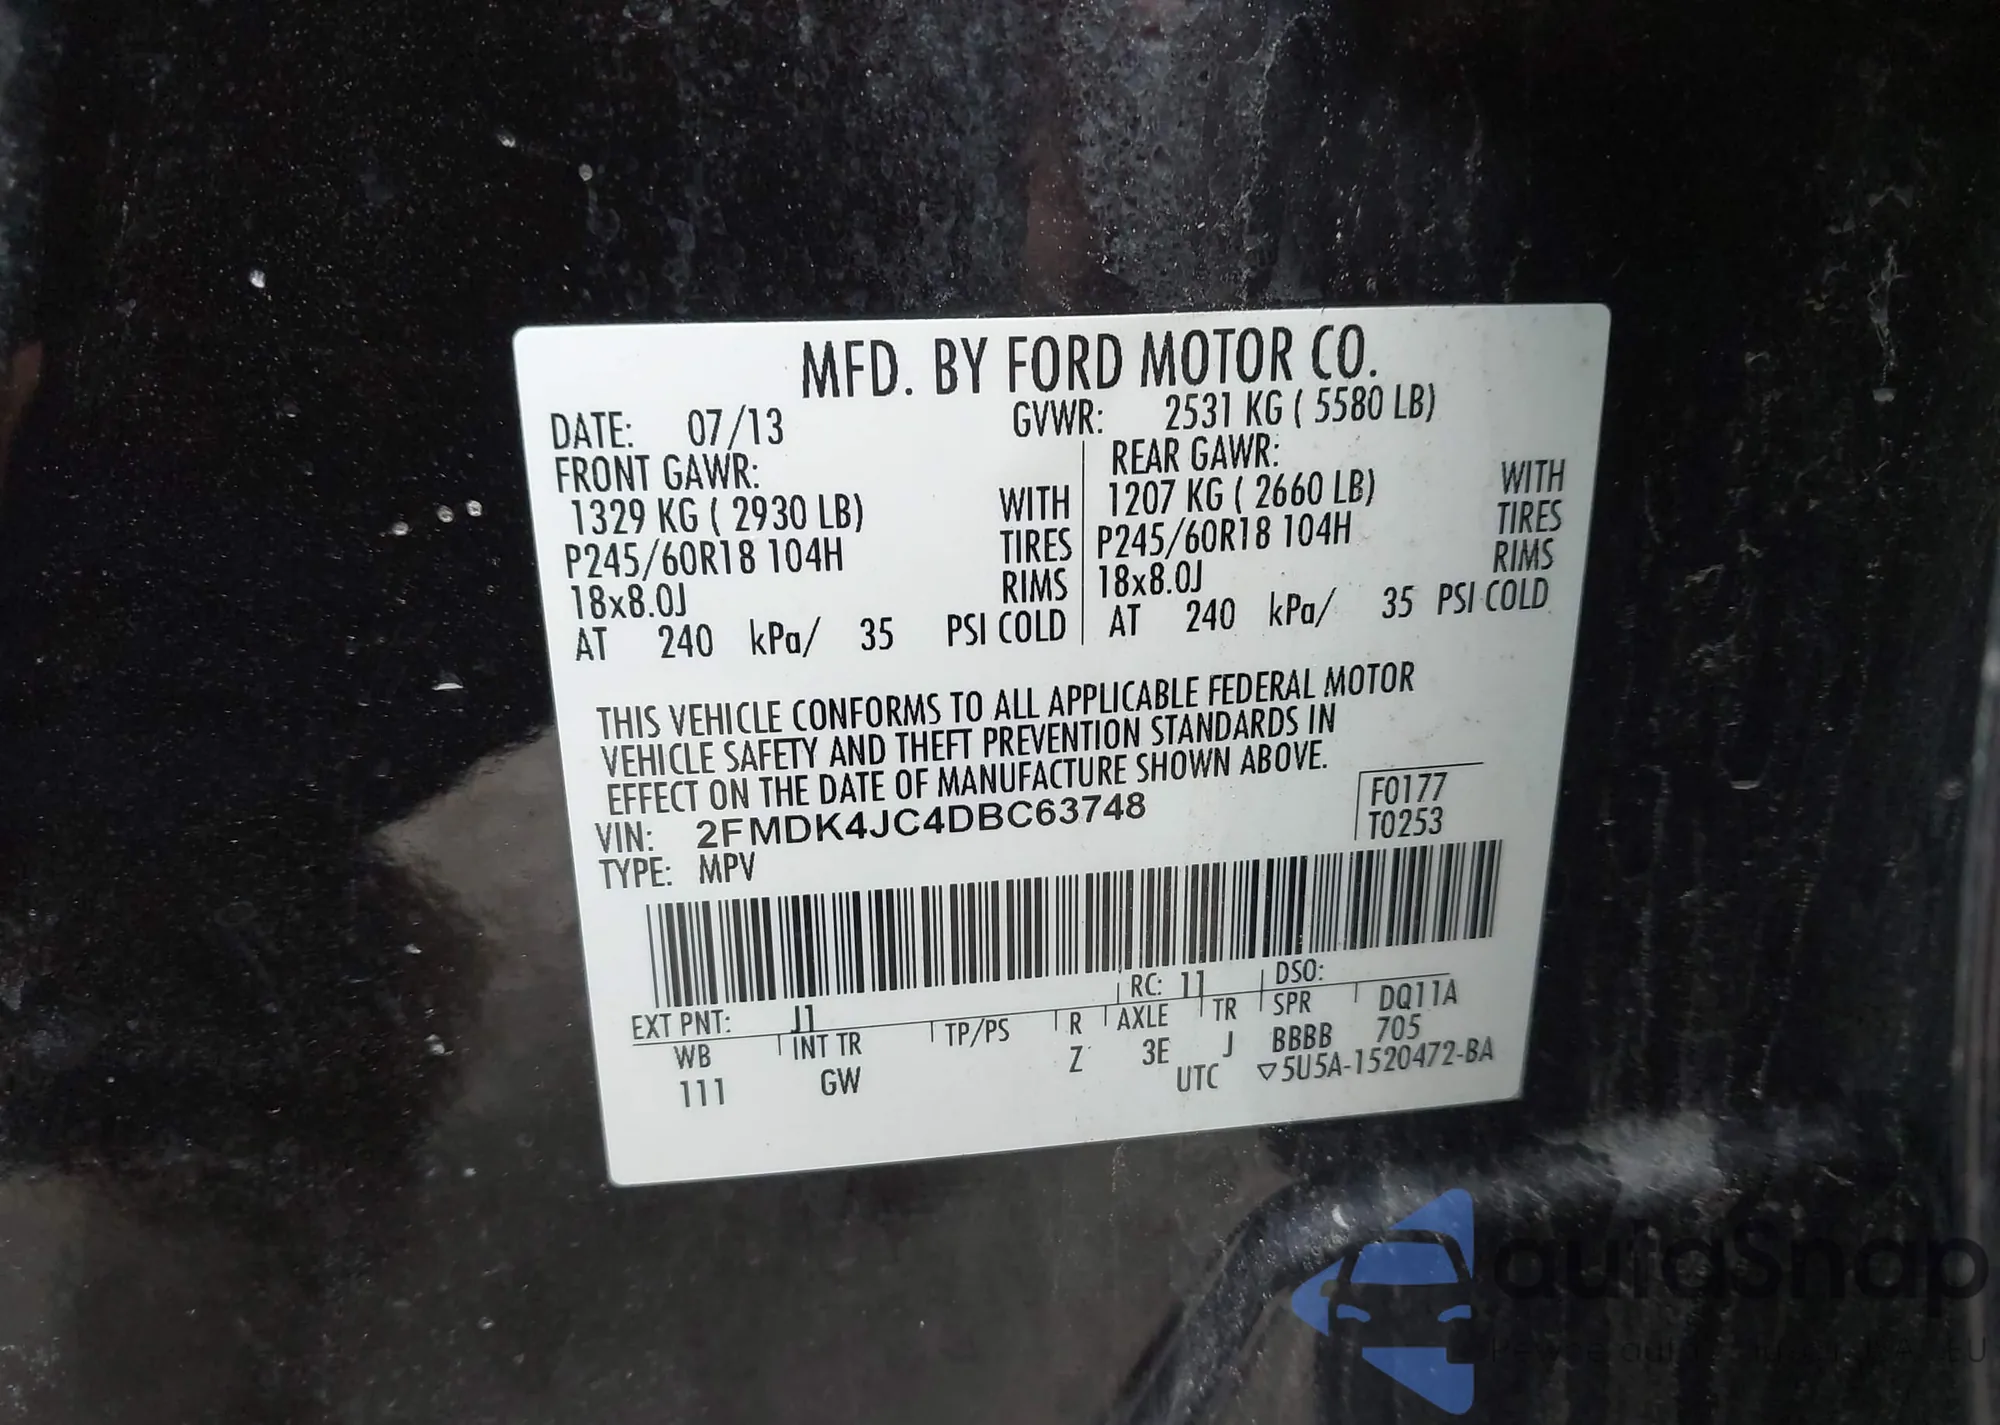 MFD. BY FORD MOTOR CO.
DATE: 07/13 GVWR: 2531 KG ( 5580 LB)
FRONT GAWR: REAR GAWR:
1329 KG ( 2930 LB) WITH 1207 KG ( 2660 LB) WITH
P245/60R18 104H TIRES P245/60R18 104H TIRES
18x8.0J RIMS 18x8.0J RIMS
AT 240 kPa/ 35 PSI COLD AT 240 kPa/ 35 PSI COLD
THIS VEHICLE CONFORMS TO ALL APPLICABLE FEDERAL MOTOR
VEHICLE SAFETY AND THEFT PREVENTION STANDARDS IN
EFFECT ON THE DATE OF MANUFACTURE SHOWN ABOVE.
VIN: 2FMDK4JC4DBC63748 F0177
TYPE: MPV T0253
EXT PNT: J1 RC: 11 DSO:
WB INT TR TP/PS R AXLE TR SPR DQ11A
111 GW Z 3E J BBBB 705
UTC ▽5U5A-1520472-BA
autaSnap